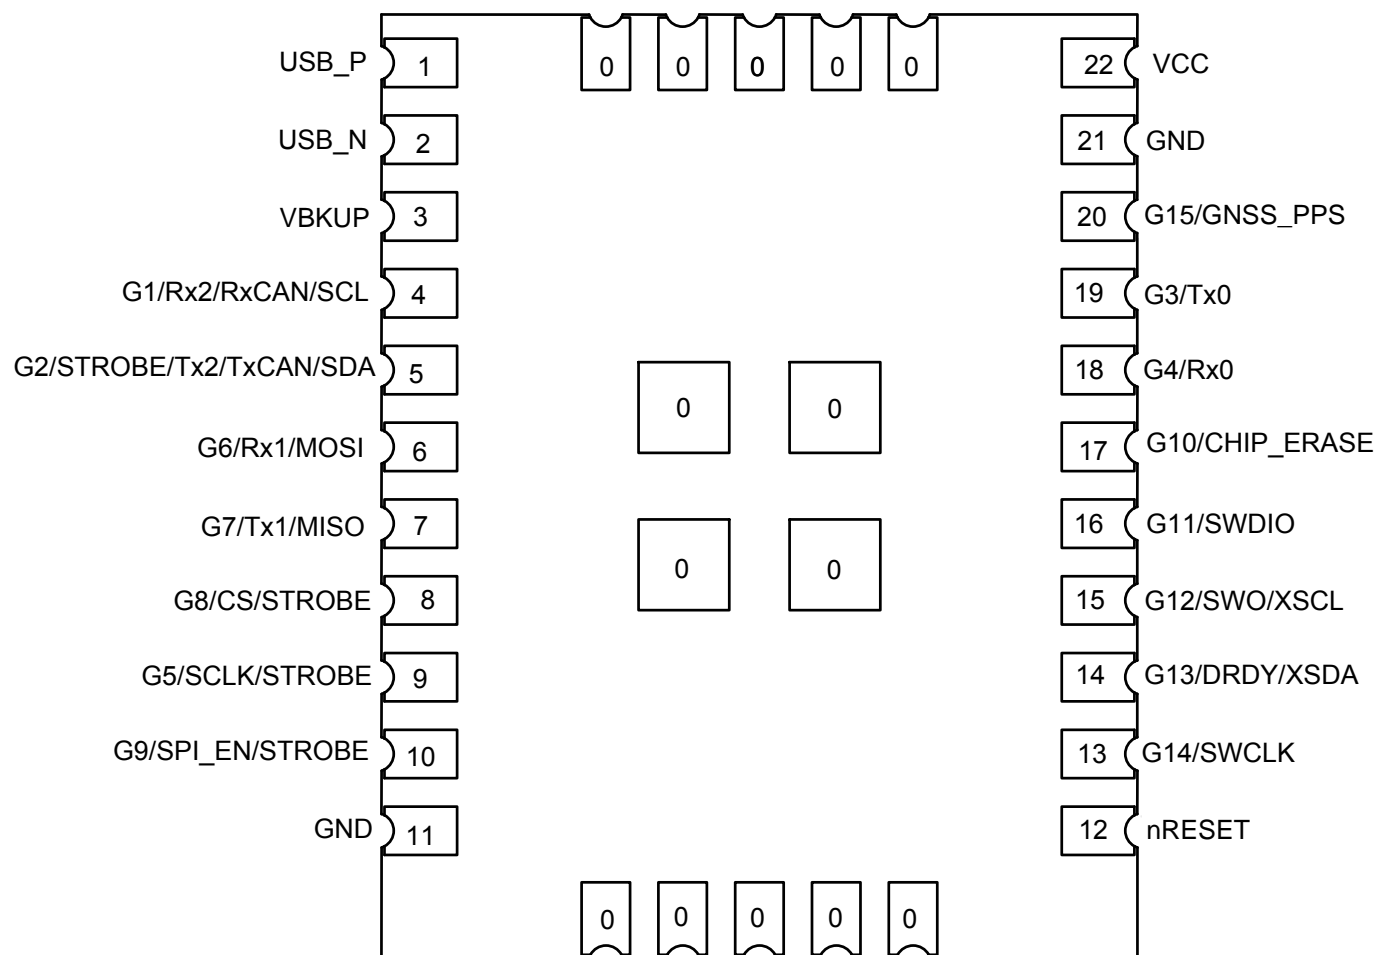 0 0 0 0 0
USB_P 1 22 VCC
USB_N 2 21 GND
VBKUP 3 20 G15/GNSS_PPS
G1/Rx2/RxCAN/SCL 4 19 G3/Tx0
G2/STROBE/Tx2/TxCAN/SDA 5 18 G4/Rx0
0 0
G6/Rx1/MOSI 6 17 G10/CHIP_ERASE
G7/Tx1/MISO 7 16 G11/SWDIO
0 0
G8/CS/STROBE 8 15 G12/SWO/XSCL
G5/SCLK/STROBE 9 14 G13/DRDY/XSDA
G9/SPI_EN/STROBE 10 13 G14/SWCLK
GND 11 12 nRESET
0 0 0 0 0